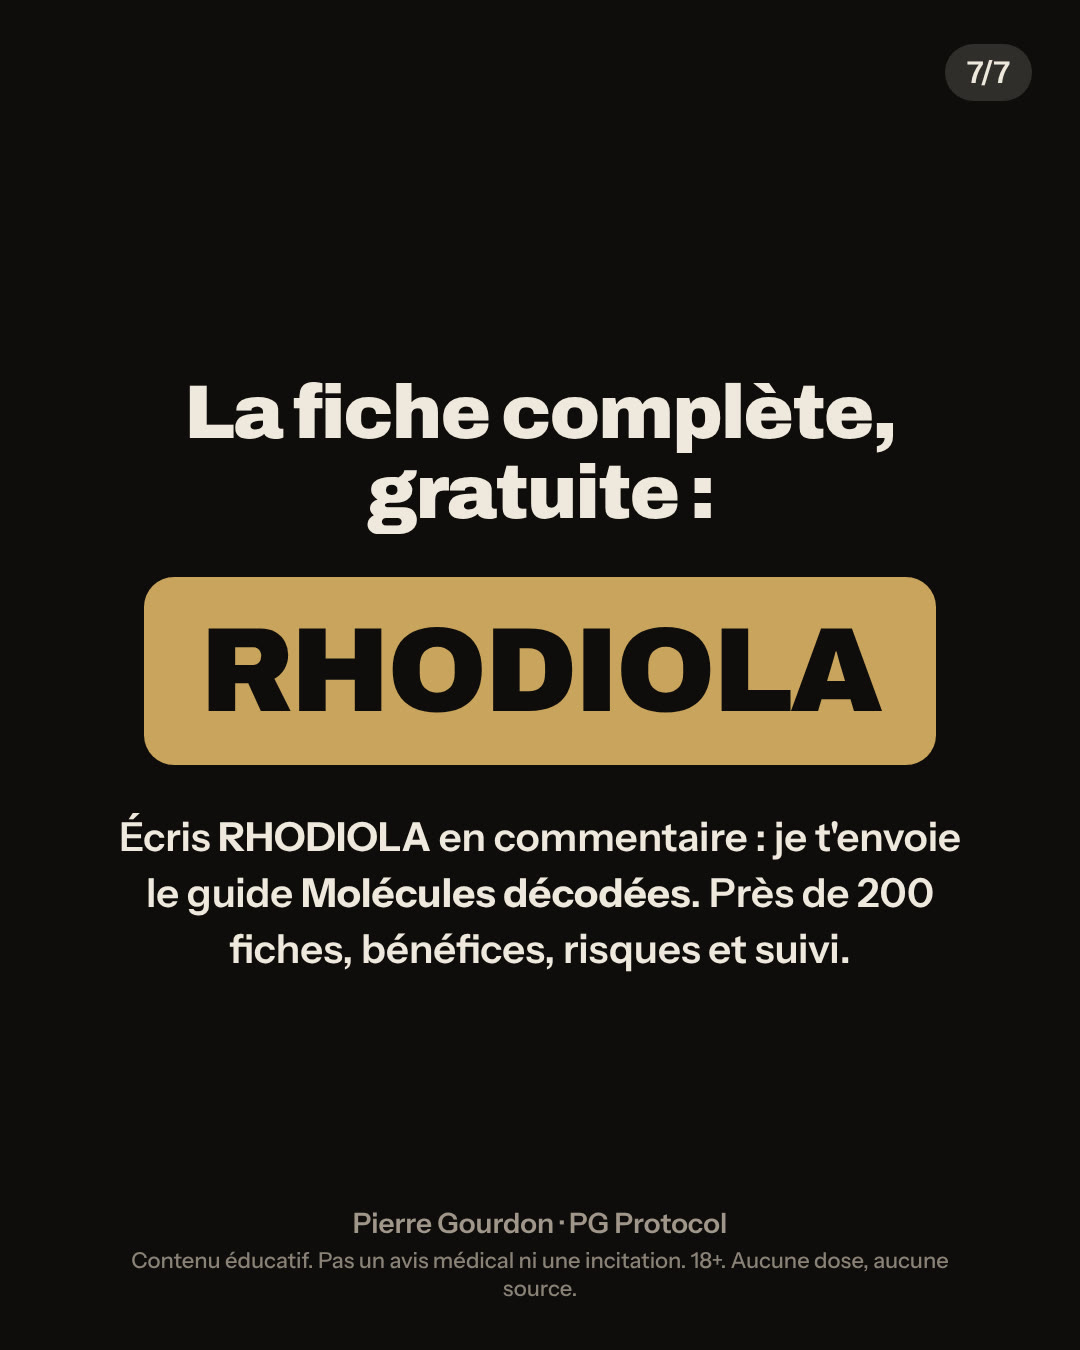 7/7
La fiche complète,
gratuite :
RHODIOLA
Écris RHODIOLA en commentaire : je t'envoie
le guide Molécules décodées. Près de 200
fiches, bénéfices, risques et suivi.
Pierre Gourdon · PG Protocol
Contenu éducatif. Pas un avis médical ni une incitation. 18+. Aucune dose, aucune
source.